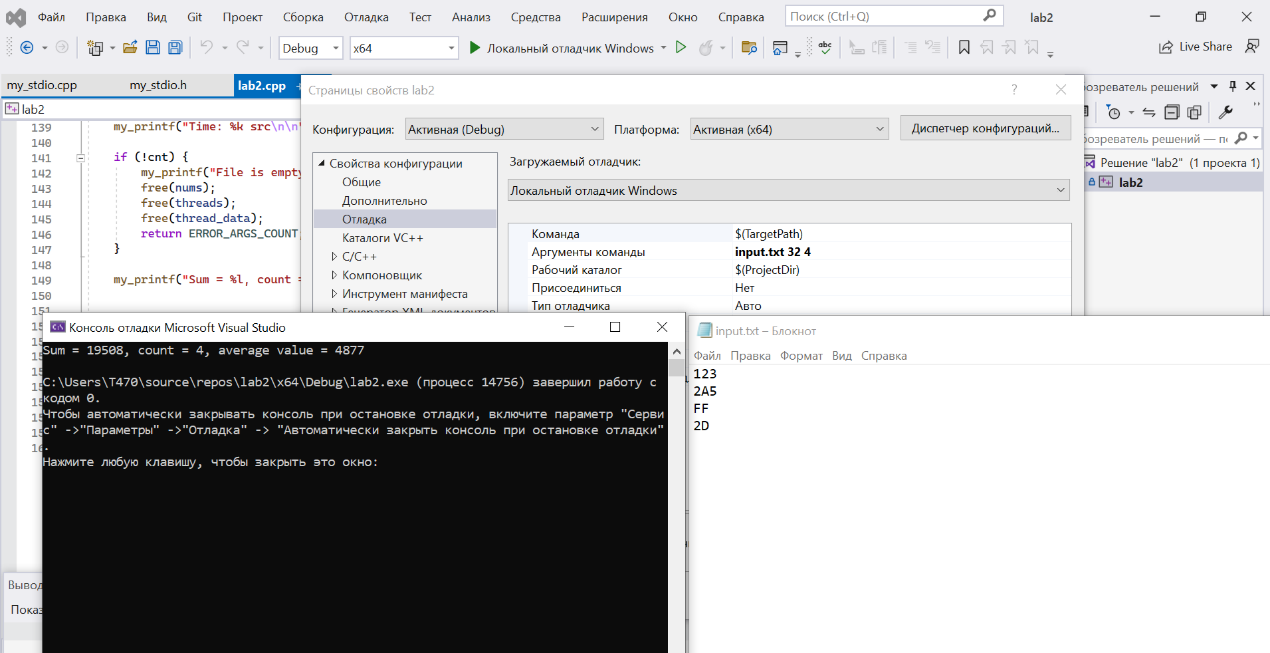 Файл Правка Вид Git Проект Сборка Отладка Тест Анализ Средства Расширения Окно Справка Поиск (Ctrl+Q) lab2
Debug x64 Локальный отладчик Windows Live Share
my_stdio.cpp my_stdio.h lab2.cpp
lab2
139 my_printf("Time: %k src\n\n"
140
141 if (!cnt) {
142 my_printf("File is empty
143 free(nums);
144 free(threads);
145 free(thread_data);
146 return ERROR_ARGS_COUNT
147 }
148
149 my_printf("Sum = %l, count =
150
Страницы свойств lab2 ?
Конфигурация: Активная (Debug) Платформа: Активная (x64) Диспетчер конфигураций...
Свойства конфигурации
Общие
Дополнительно
Отладка
Каталоги VC++
C/C++
Компоновщик
Инструмент манифеста
Генератор XML-документов
Загружаемый отладчик:
Локальный отладчик Windows
Команда $(TargetPath)
Аргументы команды input.txt 32 4
Рабочий каталог $(ProjectDir)
Присоединиться Нет
Тип отладчика Авто
решений
Решение "lab2" (1 проекта 1)
lab2
Консоль отладки Microsoft Visual Studio
Sum = 19508, count = 4, average value = 4877
C:\Users\T470\source\repos\lab2\x64\Debug\lab2.exe (процесс 14756) завершил работу с
кодом 0.
Чтобы автоматически закрывать консоль при остановке отладки, включите параметр "Серви
с" ->"Параметры" ->"Отладка" -> "Автоматически закрыть консоль при остановке отладки"
.
Нажмите любую клавишу, чтобы закрыть это окно:
input.txt – Блокнот
Файл Правка Формат Вид Справка
123
2A5
FF
2D
Вывод